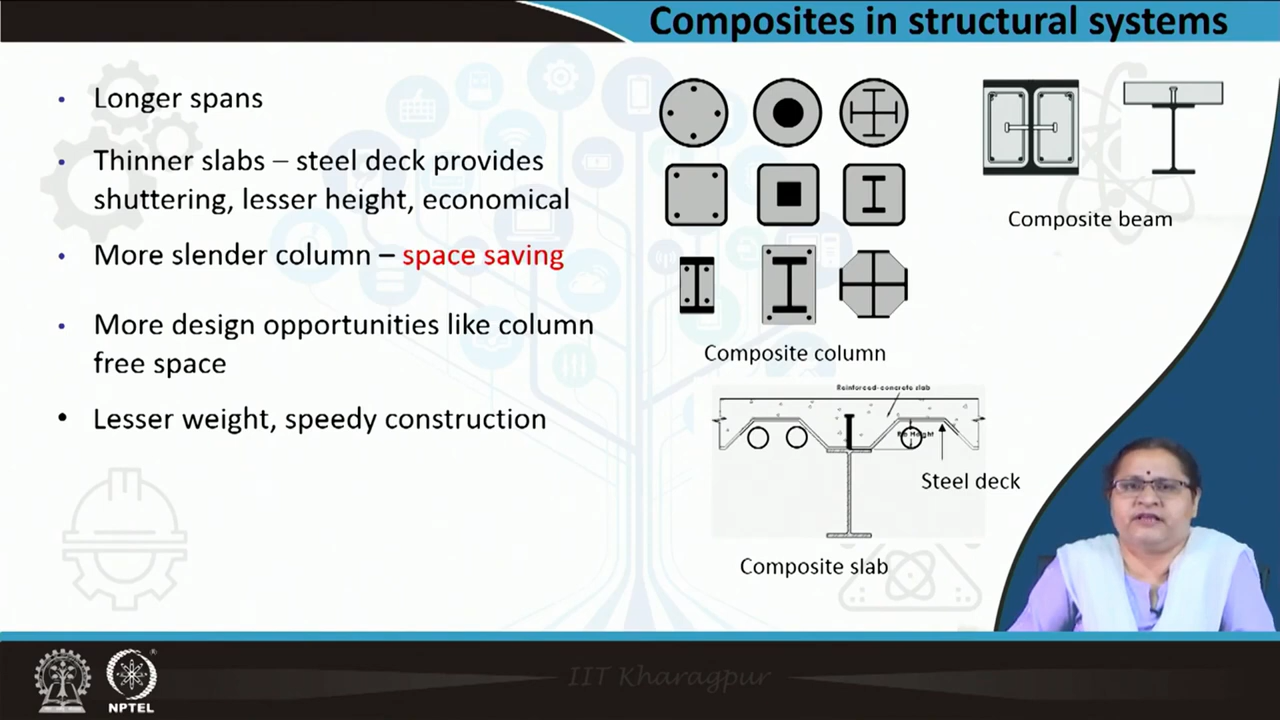 Composites in structural systems
• Longer spans
• Thinner slabs – steel deck provides
shuttering, lesser height, economical
• More slender column – space saving
• More design opportunities like column
free space
• Lesser weight, speedy construction
Composite beam
Composite column
Reinforced-concrete slab
Steel deck
Composite slab
IIT Kharagpur
NPTEL